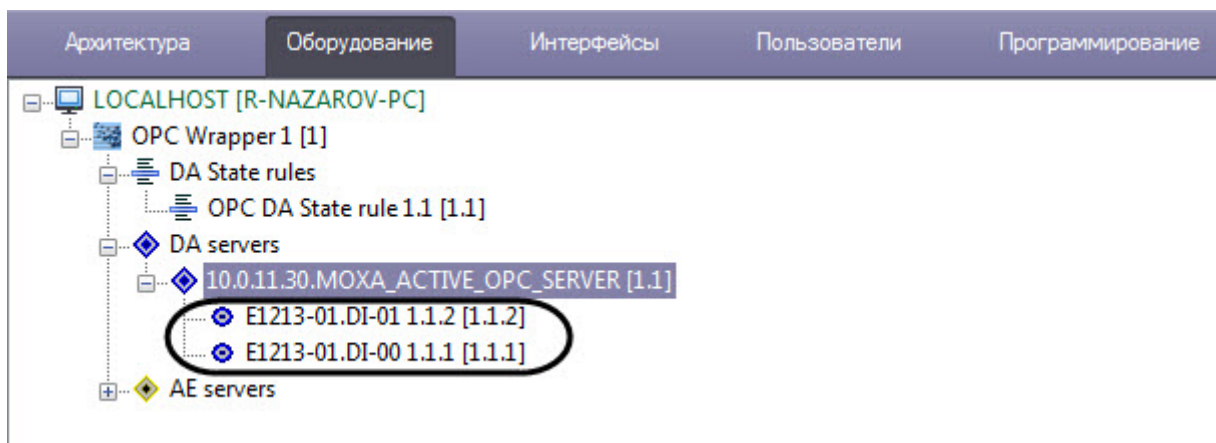 Архитектура Оборудование Интерфейсы Пользователи Программирование
LOCALHOST [R-NAZAROV-PC]
OPC Wrapper 1 [1]
DA State rules
OPC DA State rule 1.1 [1.1]
DA servers
10.0.11.30.MOXA_ACTIVE_OPC_SERVER [1.1]
E1213-01.DI-01 1.1.2 [1.1.2]
E1213-01.DI-00 1.1.1 [1.1.1]
AE servers